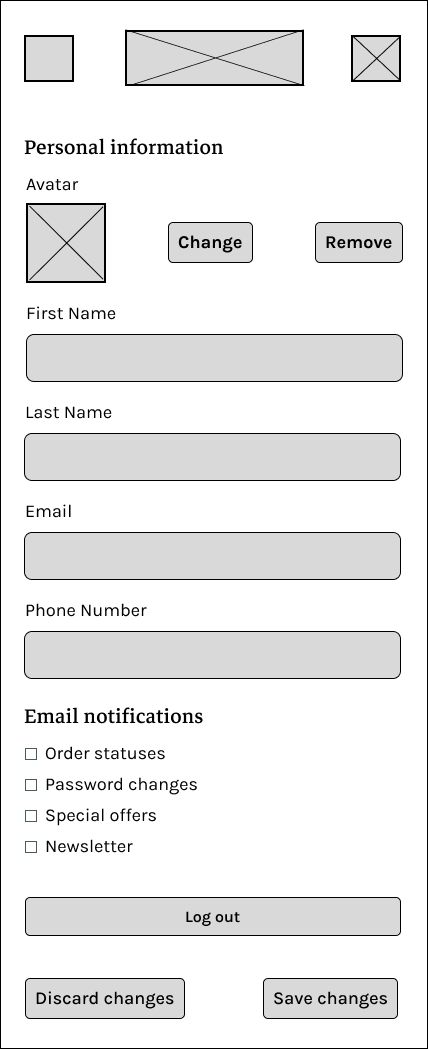 Personal information
Avatar
Change Remove
First Name
Last Name
Email
Phone Number
Email notifications
Order statuses
Password changes
Special offers
Newsletter
Log out
Discard changes Save changes